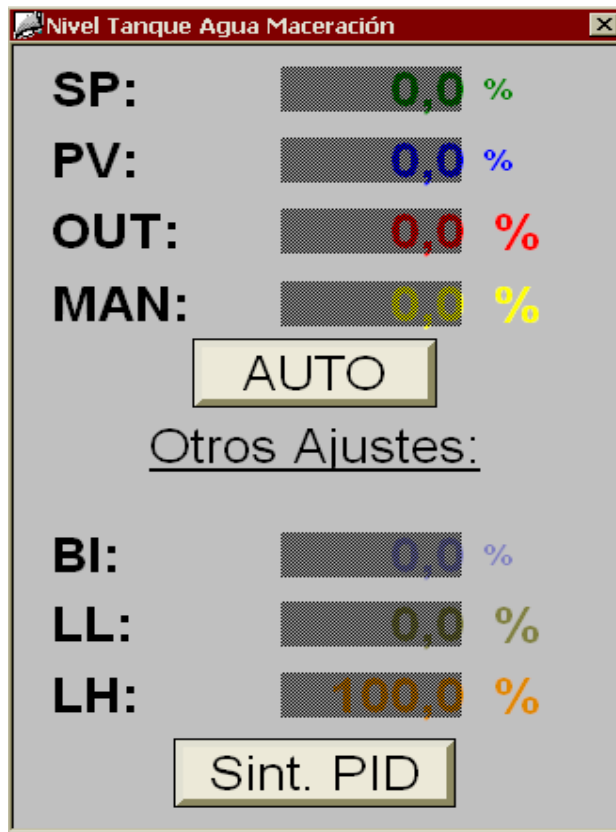 Nivel Tanque Agua Maceración
SP: 0,0 %
PV: 0,0 %
OUT: 0,0 %
MAN: 0,0 %
AUTO
Otros Ajustes:
BI: 0,0 %
LL: 0,0 %
LH: 100,0 %
Sint. PID